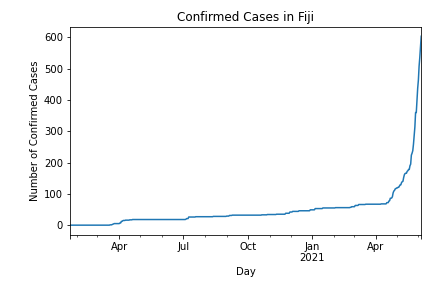 Confirmed Cases in Fiji
Number of Confirmed Cases
600
500
400
300
200
100
0
Apr
Jul
Oct
Jan
2021
Apr
Day